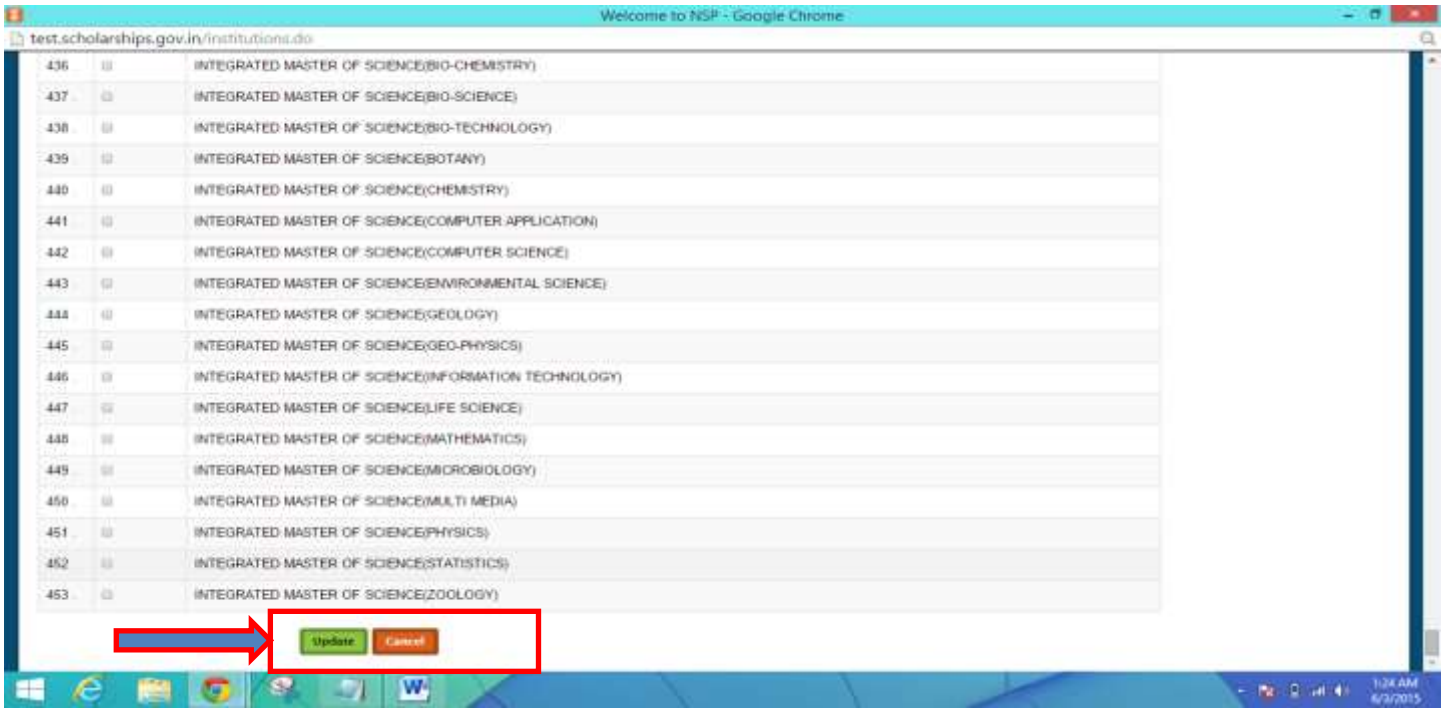 Welcome to NSP - Google Chrome
test.scholarships.gov.in/institutions.do
436 INTEGRATED MASTER OF SCIENCE(BIO-CHEMISTRY)
437 INTEGRATED MASTER OF SCIENCE(BIO-SCIENCE)
438 INTEGRATED MASTER OF SCIENCE(BIO-TECHNOLOGY)
439 INTEGRATED MASTER OF SCIENCE(BOTANY)
440 INTEGRATED MASTER OF SCIENCE(CHEMISTRY)
441 INTEGRATED MASTER OF SCIENCE(COMPUTER APPLICATION)
442 INTEGRATED MASTER OF SCIENCE(COMPUTER SCIENCE)
443 INTEGRATED MASTER OF SCIENCE(ENVIRONMENTAL SCIENCE)
444 INTEGRATED MASTER OF SCIENCE(GEOLOGY)
445 INTEGRATED MASTER OF SCIENCE(GEO-PHYSICS)
446 INTEGRATED MASTER OF SCIENCE(INFORMATION TECHNOLOGY)
447 INTEGRATED MASTER OF SCIENCE(LIFE SCIENCE)
448 INTEGRATED MASTER OF SCIENCE(MATHEMATICS)
449 INTEGRATED MASTER OF SCIENCE(MICROBIOLOGY)
450 INTEGRATED MASTER OF SCIENCE(MULTI MEDIA)
451 INTEGRATED MASTER OF SCIENCE(PHYSICS)
452 INTEGRATED MASTER OF SCIENCE(STATISTICS)
453 INTEGRATED MASTER OF SCIENCE(ZOOLOGY)
Update Cancel
1:24 AM
6/3/2015